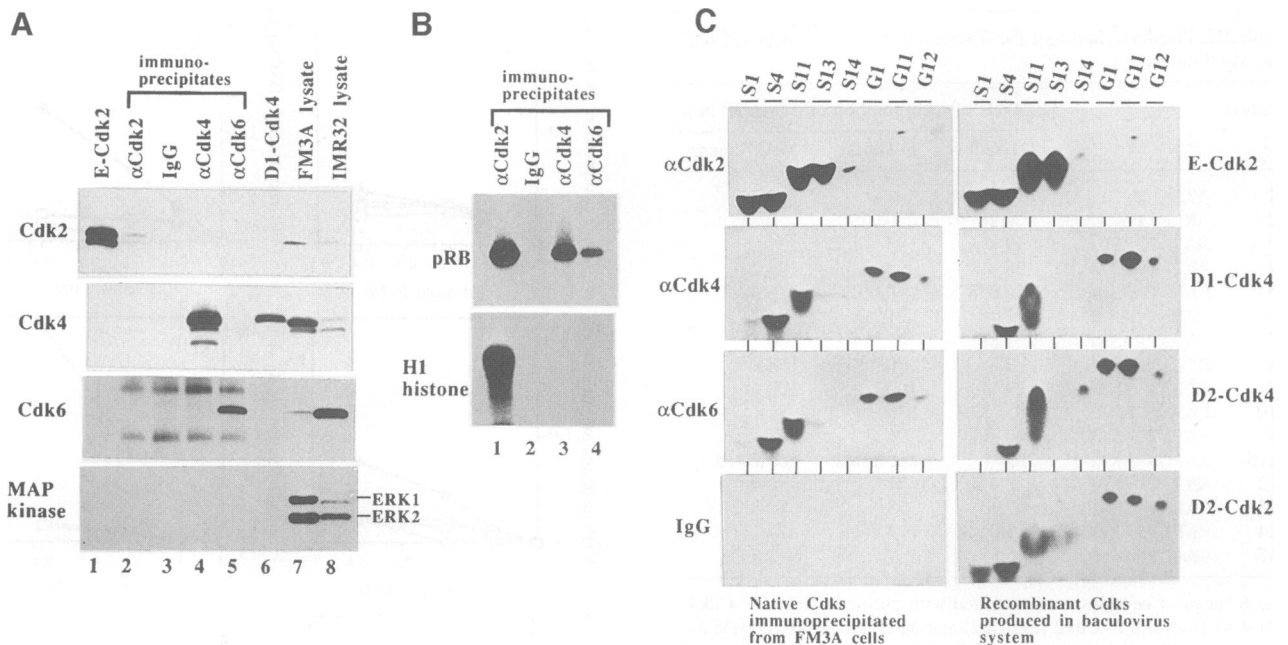 A
immuno-
precipitates
E-Cdk2
αCdk2
IgG
αCdk4
αCdk6
D1-Cdk4
FM3A lysate
IMR32 lysate
Cdk2
Cdk4
Cdk6
MAP
kinase
ERK1
ERK2
1 2 3 4 5 6 7 8
B
immuno-
precipitates
αCdk2
IgG
αCdk4
αCdk6
pRB
H1
histone
1 2 3 4
C
S1
S4
S11
S13
S14
G1
G11
G12
S1
S4
S11
S13
S14
G1
G11
G12
αCdk2
E-Cdk2
αCdk4
D1-Cdk4
αCdk6
D2-Cdk4
IgG
D2-Cdk2
Native Cdks
immunoprecipitated
from FM3A cells
Recombinant Cdks
produced in baculovirus
system